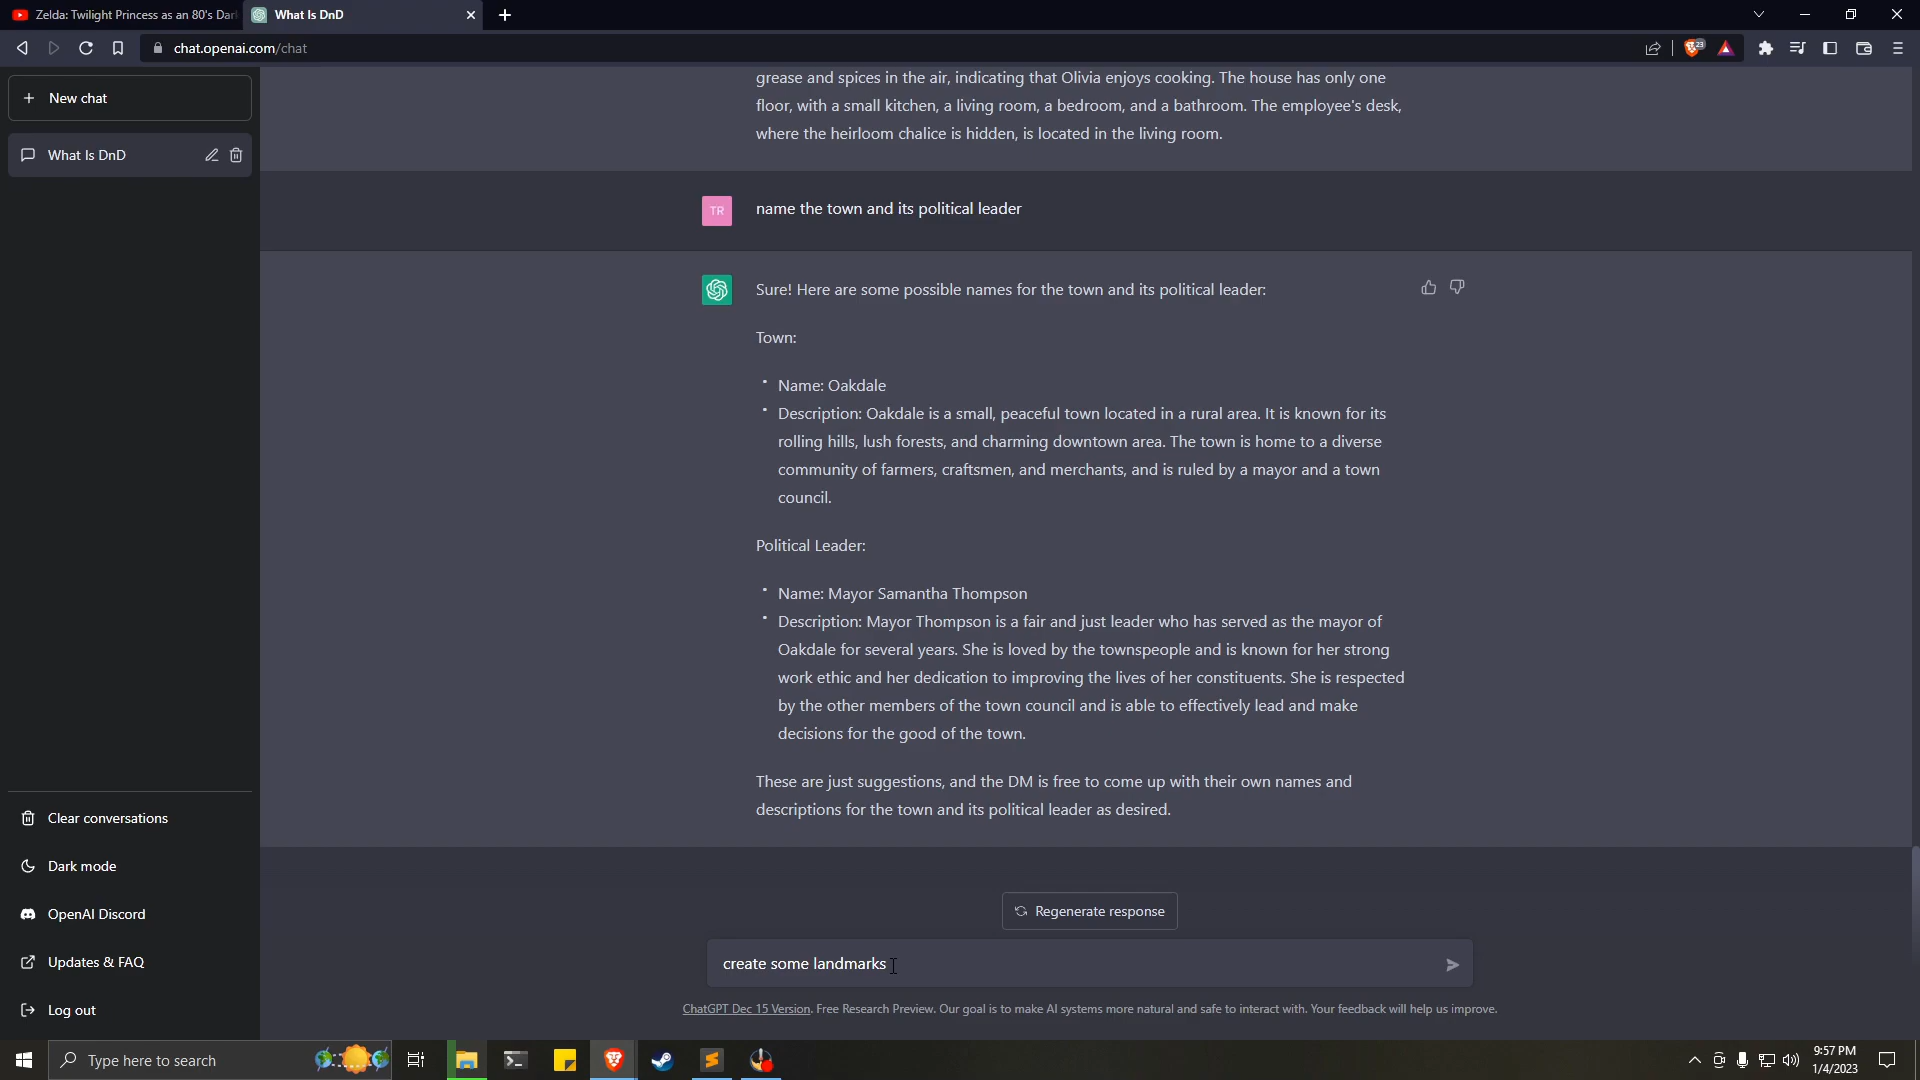 Zelda: Twilight Princess as an 80's Dar
What Is DnD
chat.openai.com/chat
23
New chat
What Is DnD
grease and spices in the air, indicating that Olivia enjoys cooking. The house has only one
floor, with a small kitchen, a living room, a bedroom, and a bathroom. The employee's desk,
where the heirloom chalice is hidden, is located in the living room.
TR
name the town and its political leader
Sure! Here are some possible names for the town and its political leader:
Town:
• Name: Oakdale
• Description: Oakdale is a small, peaceful town located in a rural area. It is known for its
rolling hills, lush forests, and charming downtown area. The town is home to a diverse
community of farmers, craftsmen, and merchants, and is ruled by a mayor and a town
council.
Political Leader:
• Name: Mayor Samantha Thompson
• Description: Mayor Thompson is a fair and just leader who has served as the mayor of
Oakdale for several years. She is loved by the townspeople and is known for her strong
work ethic and her dedication to improving the lives of her constituents. She is respected
by the other members of the town council and is able to effectively lead and make
decisions for the good of the town.
These are just suggestions, and the DM is free to come up with their own names and
descriptions for the town and its political leader as desired.
Clear conversations
Dark mode
OpenAI Discord
Updates & FAQ
Log out
Regenerate response
create some landmarks
ChatGPT Dec 15 Version. Free Research Preview. Our goal is to make AI systems more natural and safe to interact with. Your feedback will help us improve.
Type here to search
9:57 PM
1/4/2023